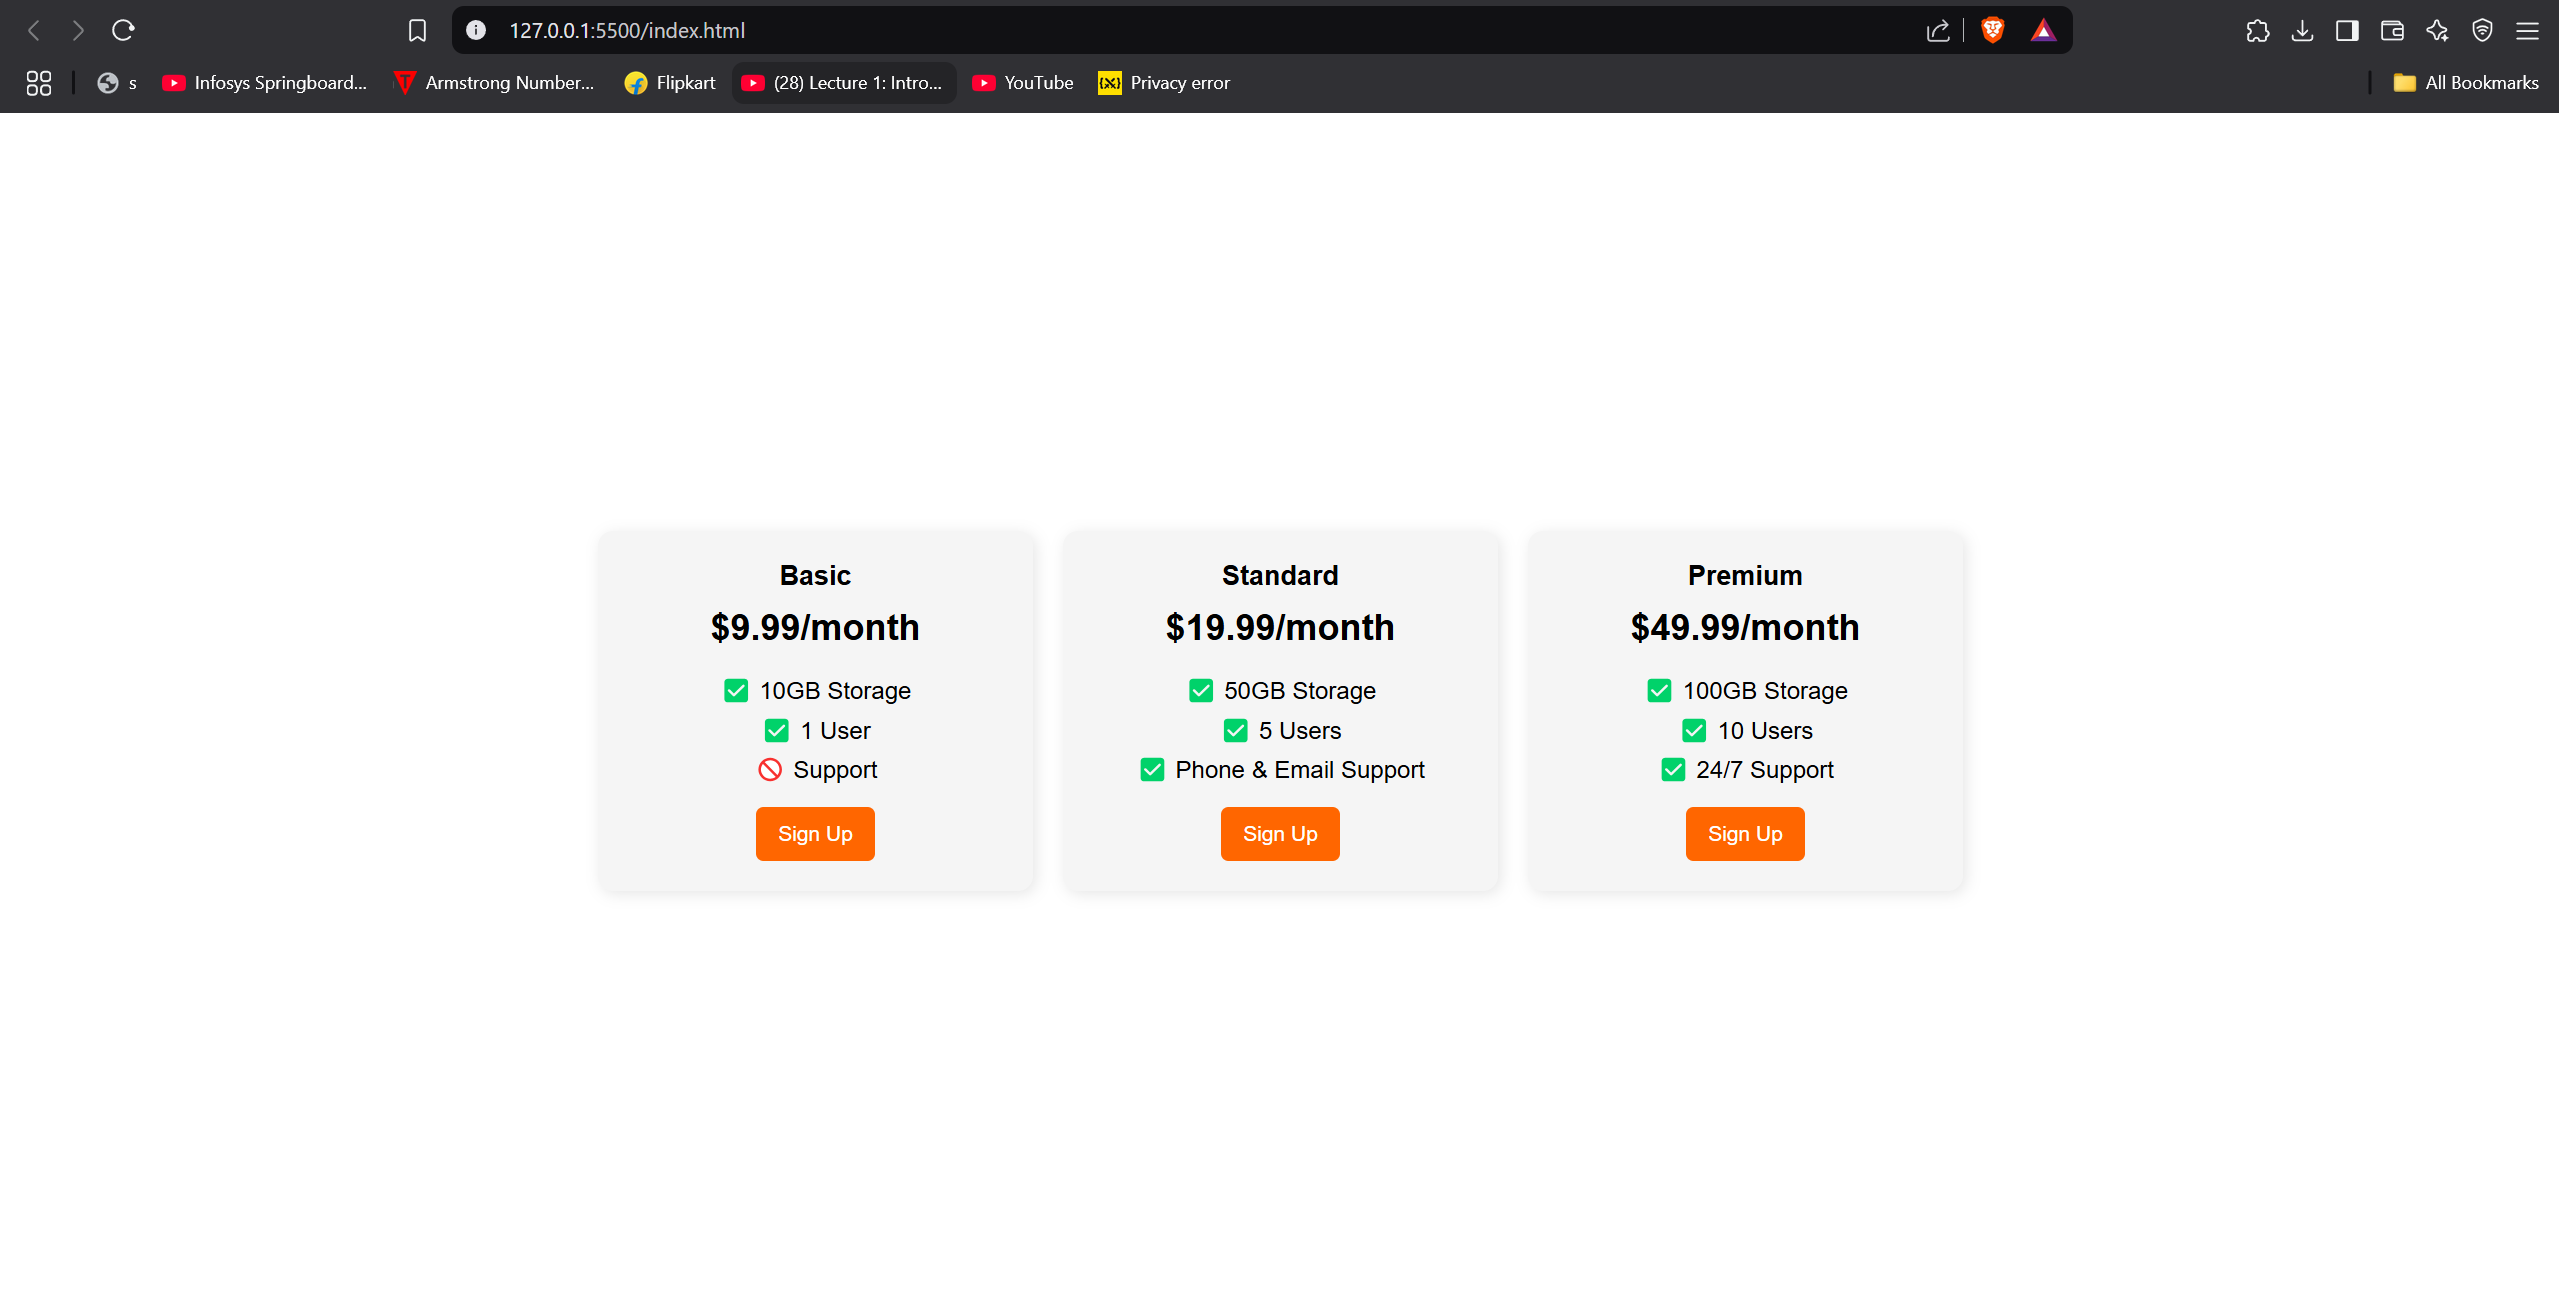 127.0.0.1:5500/index.html
s
Infosys Springboard...
Armstrong Number...
Flipkart
(28) Lecture 1: Intro...
YouTube
Privacy error
All Bookmarks
Basic
$9.99/month
✅ 10GB Storage
✅ 1 User
🚫 Support
Sign Up
Standard
$19.99/month
✅ 50GB Storage
✅ 5 Users
✅ Phone & Email Support
Sign Up
Premium
$49.99/month
✅ 100GB Storage
✅ 10 Users
✅ 24/7 Support
Sign Up